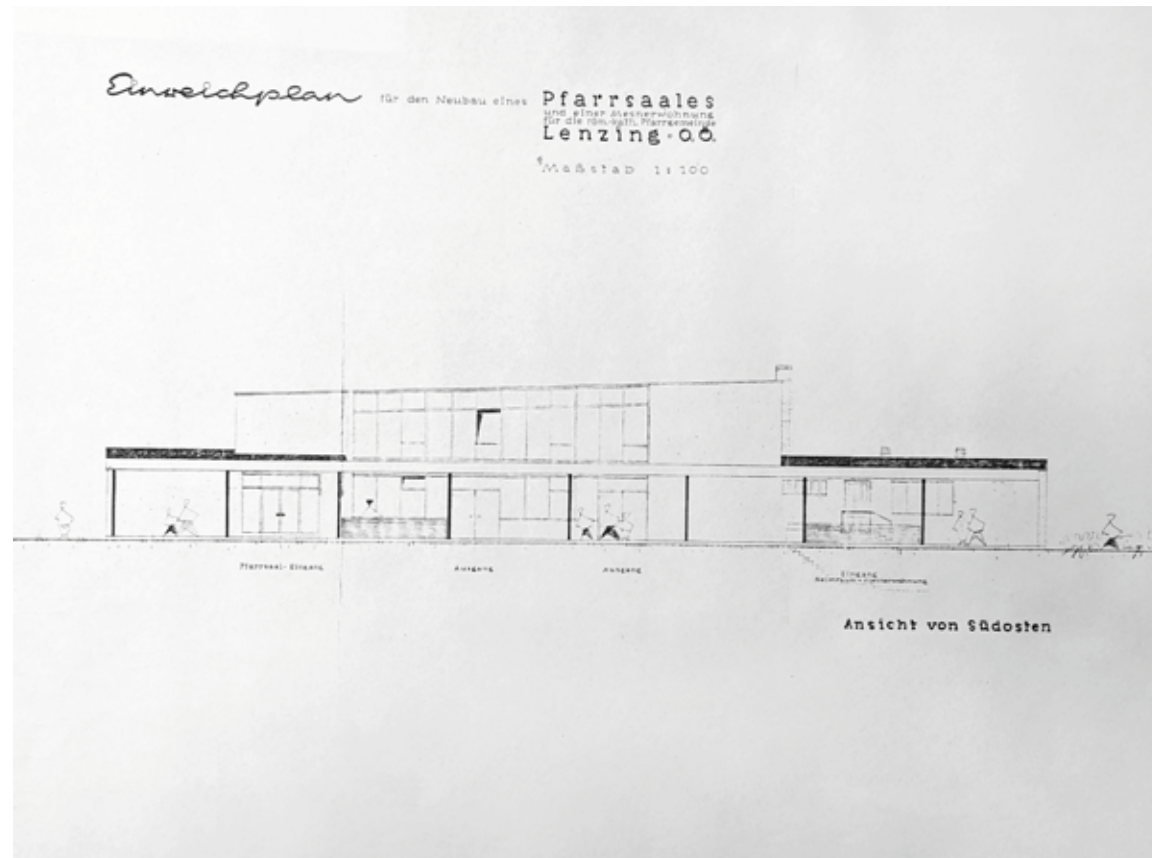 Einreichplan für den Neubau eines Pfarrsaales
und einer Mesnerwohnung
für die röm.-kath. Pfarrgemeinde
Lenzing - O.Ö.
Maßstab 1:100
Pfarrsaal-Eingang
Ausgang
Ausgang
Eingang
Ansicht von Südosten